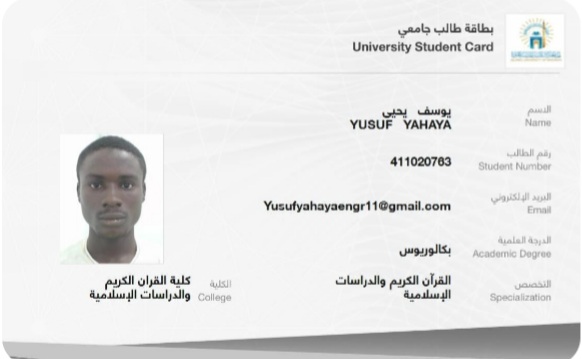 بطاقة طالب جامعي
University Student Card
الاسم
يوسف يحيى
Name
YUSUF YAHAYA
رقم الطالب
Student Number
411020763
البريد الإلكتروني
Email
Yusufyahayaengr11@gmail.com
الدرجة العلمية
Academic Degree
بكالوريوس
التخصص
Specialization
القرآن الكريم والدراسات
الإسلامية
الكلية
College
كلية القران الكريم
والدراسات الإسلامية